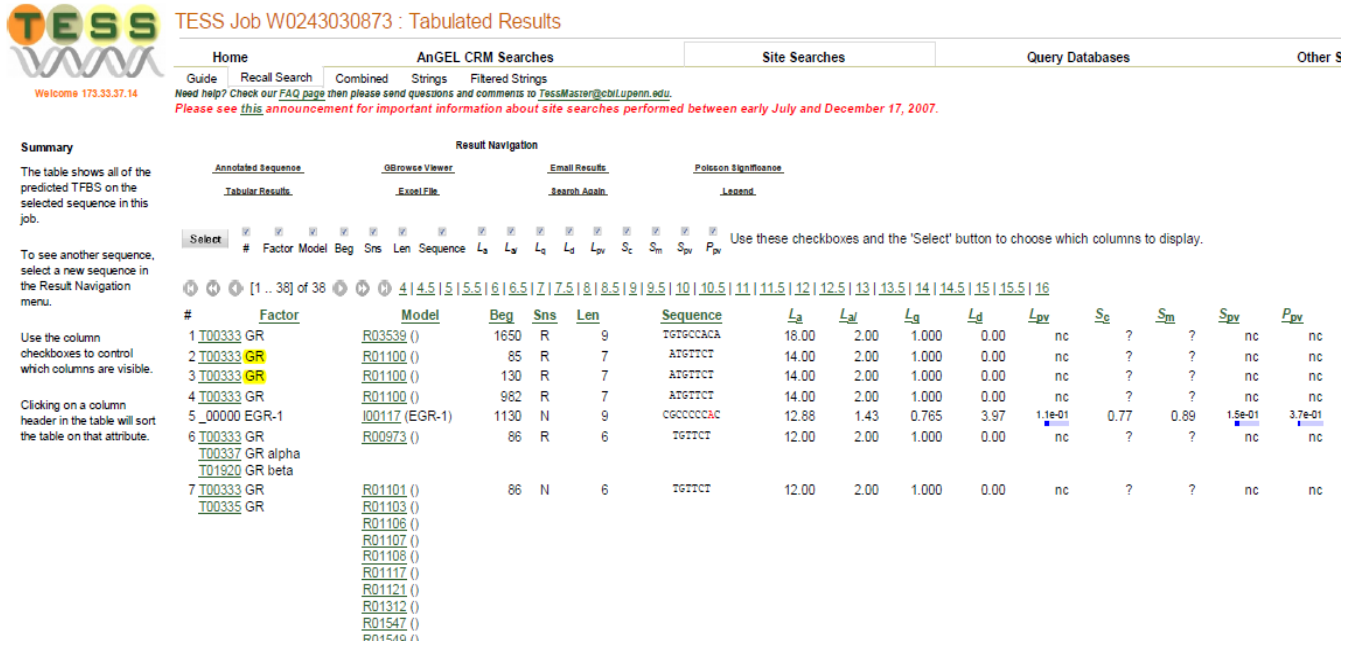 TESS
TESS Job W0243030873 : Tabulated Results
Home AnGEL CRM Searches Site Searches Query Databases Other S
Guide Recall Search Combined Strings Filtered Strings
Welcome 173.33.37.14
Need help? Check our FAQ page then please send questions and comments to TessMaster@cbil.upenn.edu.
Please see this announcement for important information about site searches performed between early July and December 17, 2007.
Summary
The table shows all of the
predicted TFBS on the
selected sequence in this
job.
To see another sequence,
select a new sequence in
the Result Navigation
menu.
Use the column
checkboxes to control
which columns are visible.
Clicking on a column
header in the table will sort
the table on that attribute.
Result Navigation
Annotated Sequence GBrowse Viewer Email Results Poisson Significance
Tabular Results Excel File Search Again Legend
Select # Factor Model Beg Sns Len Sequence La La/ Lq Ld Lpv Sc Sm Spv Ppv Use these checkboxes and the 'Select' button to choose which columns to display.
[1 .. 38] of 38 4 | 4.5 | 5 | 5.5 | 6 | 6.5 | 7 | 7.5 | 8 | 8.5 | 9 | 9.5 | 10 | 10.5 | 11 | 11.5 | 12 | 12.5 | 13 | 13.5 | 14 | 14.5 | 15 | 15.5 | 16
# Factor Model Beg Sns Len Sequence La La/ Lq Ld Lpv Sc Sm Spv Ppv
1 T00333 GR R03539 () 1650 R 9 TGTGCCACA 18.00 2.00 1.000 0.00 nc ? ? nc nc
2 T00333 GR R01100 () 85 R 7 ATGTTCT 14.00 2.00 1.000 0.00 nc ? ? nc nc
3 T00333 GR R01100 () 130 R 7 ATGTTCT 14.00 2.00 1.000 0.00 nc ? ? nc nc
4 T00333 GR R01100 () 982 R 7 ATGTTCT 14.00 2.00 1.000 0.00 nc ? ? nc nc
5 _00000 EGR-1 I00117 (EGR-1) 1130 N 9 CGCCCCCAC 12.88 1.43 0.765 3.97 1.1e-01 0.77 0.89 1.5e-01 3.7e-01
6 T00333 GR R00973 () 86 R 6 TGTTCT 12.00 2.00 1.000 0.00 nc ? ? nc nc
T00337 GR alpha
T01920 GR beta
7 T00333 GR R01101 () 86 N 6 TGTTCT 12.00 2.00 1.000 0.00 nc ? ? nc nc
T00335 GR R01103 ()
R01106 ()
R01107 ()
R01108 ()
R01117 ()
R01121 ()
R01312 ()
R01547 ()
R01549 ()